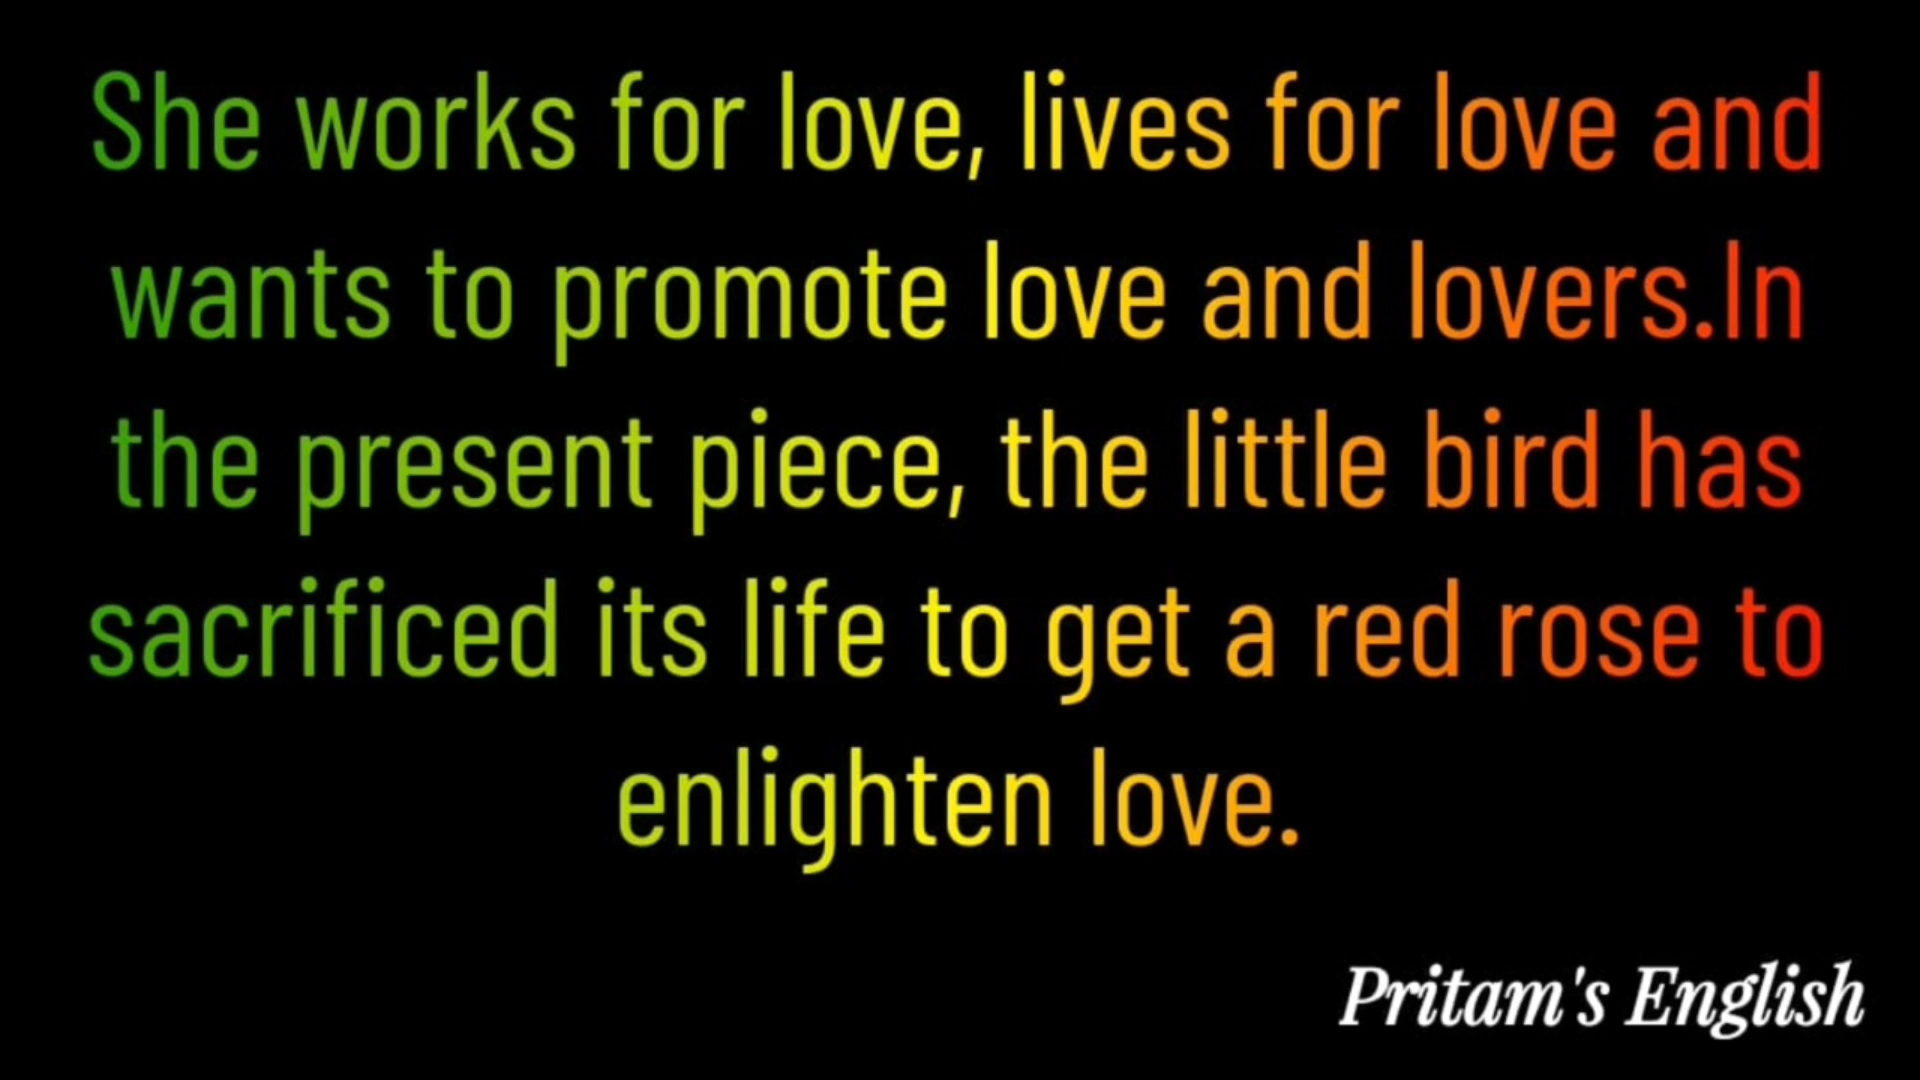 She works for love, lives for love and
wants to promote love and lovers.In
the present piece, the little bird has
sacrificed its life to get a red rose to
enlighten love.
Pritam's English